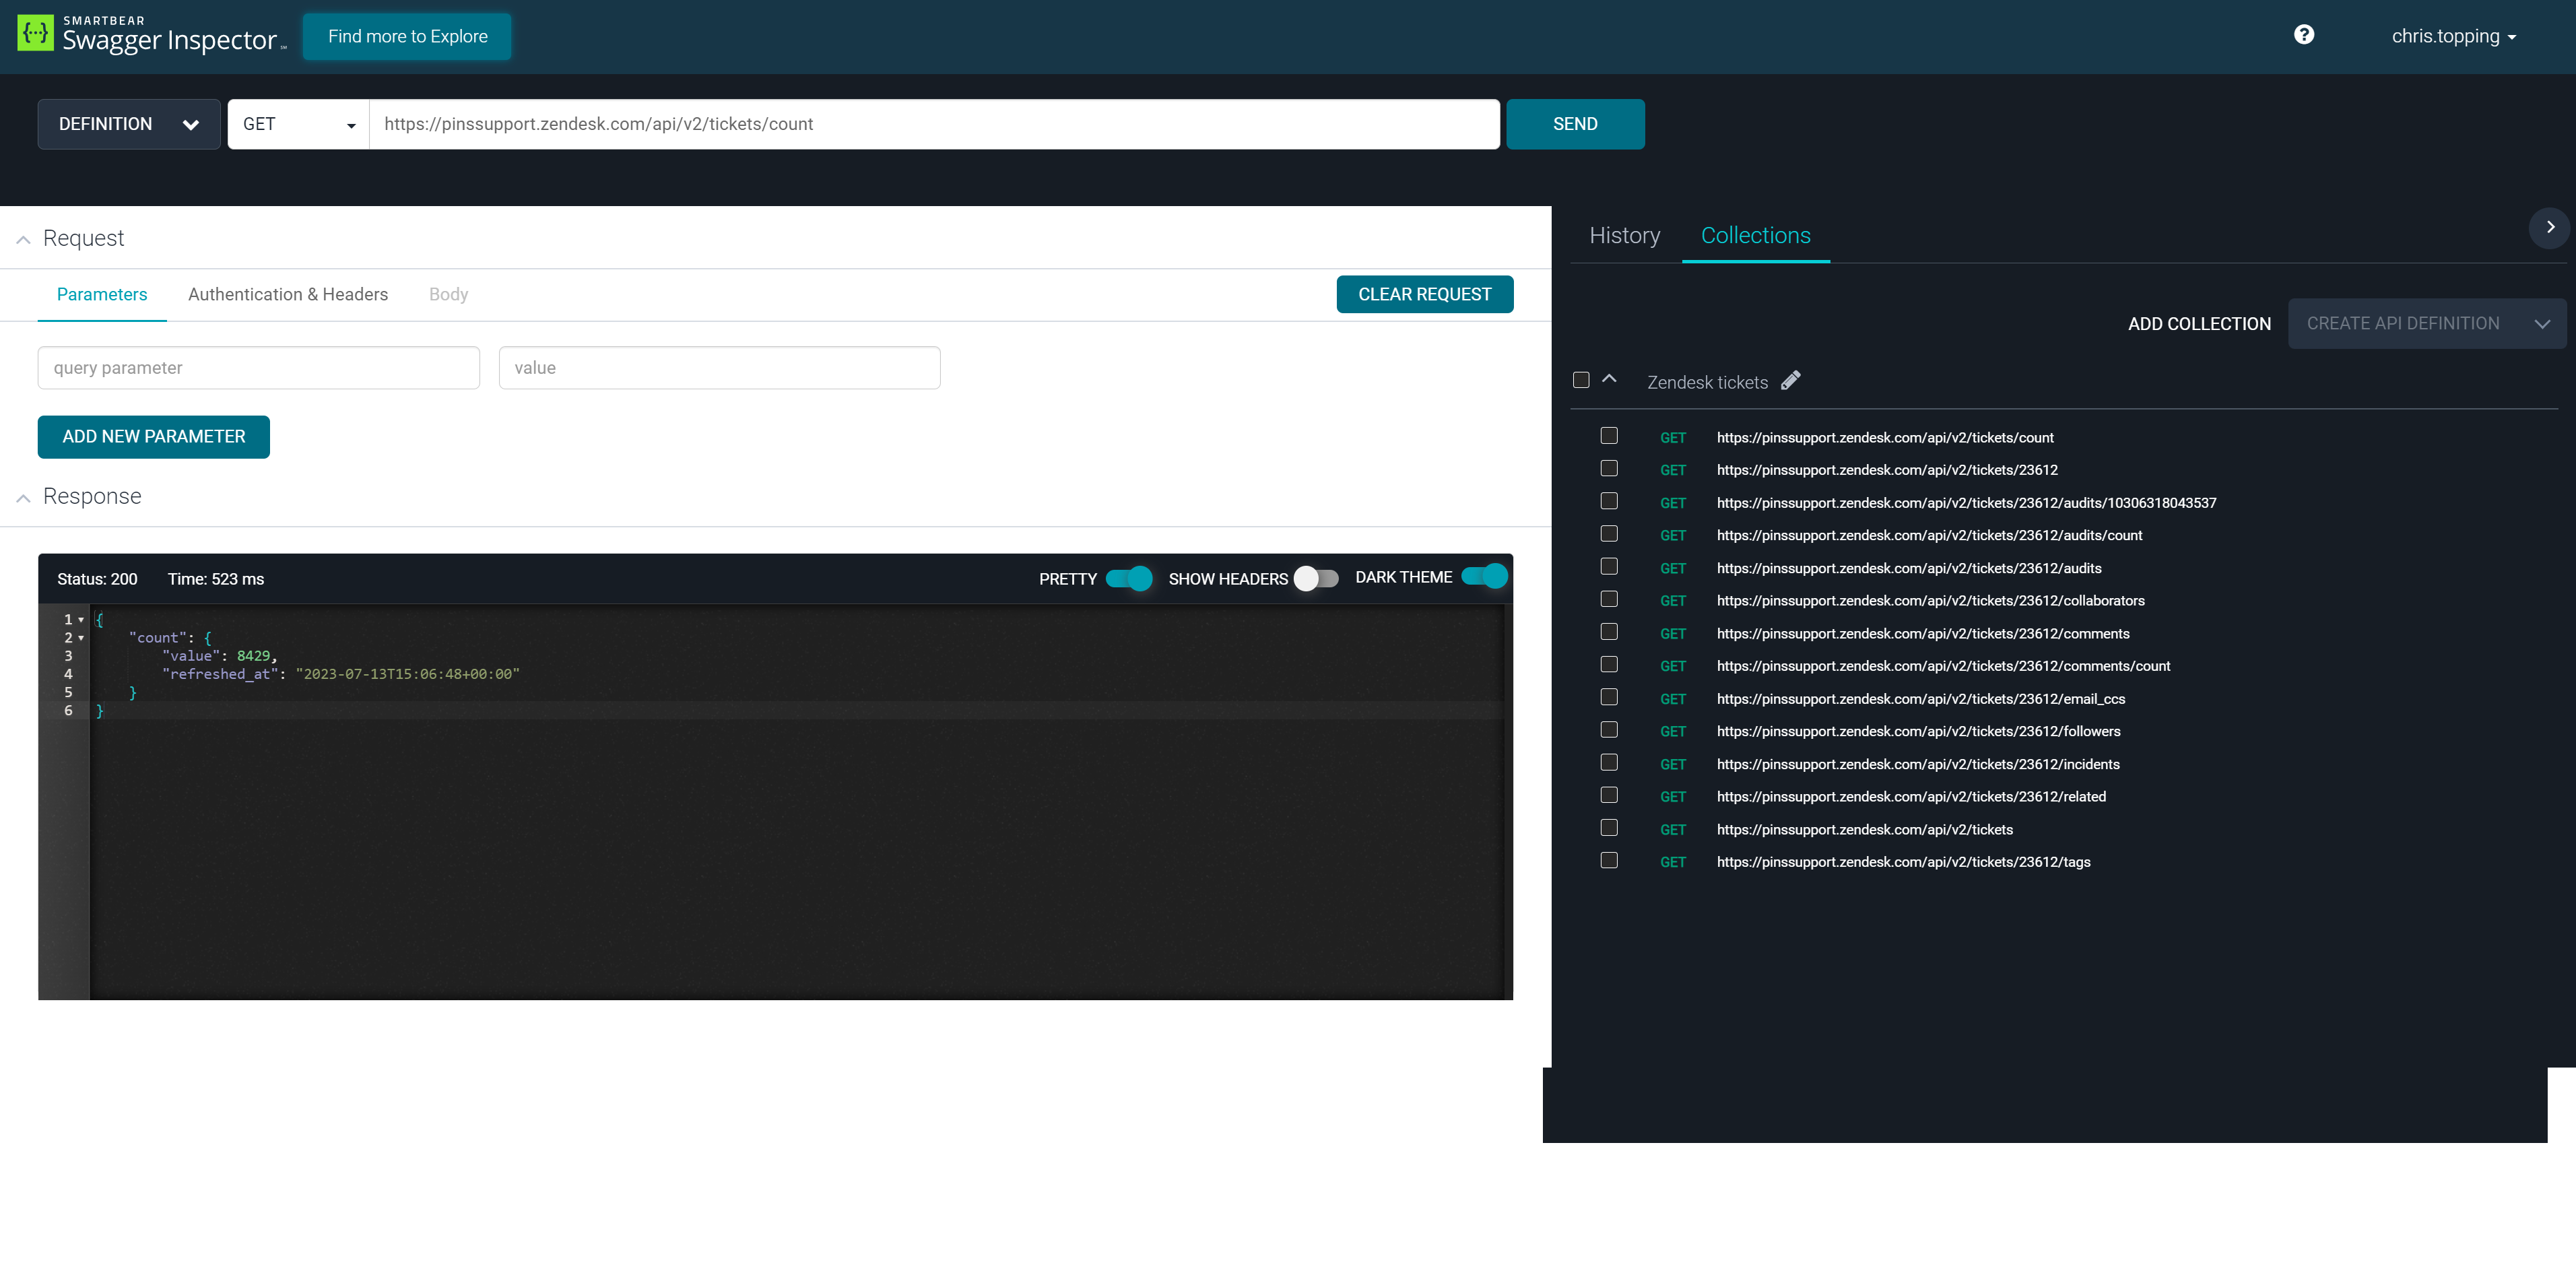 SMARTBEAR
Swagger Inspector
Find more to Explore
chris.topping
DEFINITION
GET
https://pinssupport.zendesk.com/api/v2/tickets/count
SEND
Request
Parameters
Authentication & Headers
Body
CLEAR REQUEST
query parameter
value
ADD NEW PARAMETER
Response
Status: 200
Time: 523 ms
PRETTY
SHOW HEADERS
DARK THEME
1 {
2 "count": {
3 "value": 8429,
4 "refreshed_at": "2023-07-13T15:06:48+00:00"
5 }
6 }
History
Collections
ADD COLLECTION
CREATE API DEFINITION
Zendesk tickets
GET https://pinssupport.zendesk.com/api/v2/tickets/count
GET https://pinssupport.zendesk.com/api/v2/tickets/23612
GET https://pinssupport.zendesk.com/api/v2/tickets/23612/audits/10306318043537
GET https://pinssupport.zendesk.com/api/v2/tickets/23612/audits/count
GET https://pinssupport.zendesk.com/api/v2/tickets/23612/audits
GET https://pinssupport.zendesk.com/api/v2/tickets/23612/collaborators
GET https://pinssupport.zendesk.com/api/v2/tickets/23612/comments
GET https://pinssupport.zendesk.com/api/v2/tickets/23612/comments/count
GET https://pinssupport.zendesk.com/api/v2/tickets/23612/email_ccs
GET https://pinssupport.zendesk.com/api/v2/tickets/23612/followers
GET https://pinssupport.zendesk.com/api/v2/tickets/23612/incidents
GET https://pinssupport.zendesk.com/api/v2/tickets/23612/related
GET https://pinssupport.zendesk.com/api/v2/tickets
GET https://pinssupport.zendesk.com/api/v2/tickets/23612/tags